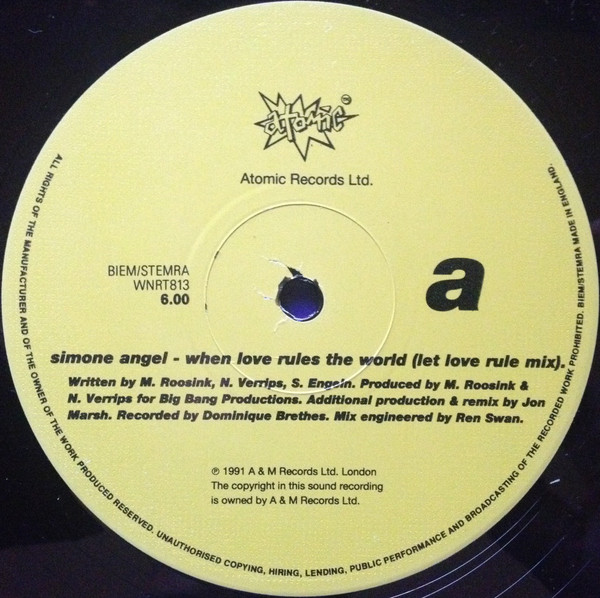 atomic TM
Atomic Records Ltd.
BIEM/STEMRA
WNRT813
6.00
a
simone angel - when love rules the world (let love rule mix).
Written by M. Roosink, N. Verrips, S. Engeln. Produced by M. Roosink &
N. Verrips for Big Bang Productions. Additional production & remix by Jon
Marsh. Recorded by Dominique Brethes. Mix engineered by Ren Swan.
℗ 1991 A & M Records Ltd. London
The copyright in this sound recording
is owned by A & M Records Ltd.
ALL RIGHTS OF THE MANUFACTURER AND OF THE OWNER OF THE WORK PRODUCED RESERVED. UNAUTHORISED COPYING, HIRING, LENDING, PUBLIC PERFORMANCE AND BROADCASTING OF THE RECORDED WORK PROHIBITED. BIEM/STEMRA MADE IN ENGLAND.